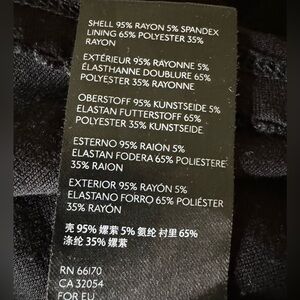 SHELL 95% RAYON 5% SPANDEX
LINING 65% POLYESTER 35%
RAYON
EXTÉRIEUR 95% RAYONNE 5%
ÉLASTHANNE DOUBLURE 65%
POLYESTER 35% RAYONNE
OBERSTOFF 95% KUNSTSEIDE 5%
ELASTAN FUTTERSTOFF 65%
POLYESTER 35% KUNSTSEIDE
ESTERNO 95% RAION 5%
ELASTAN FODERA 65% POLIESTERE
35% RAION
EXTERIOR 95% RAYÓN 5%
ELASTANO FORRO 65% POLIÉSTER
35% RAYÓN
壳 95% 嫘萦 5% 氨纶 衬里 65%
涤纶 35% 嫘萦
RN 66170
CA 32054
FOR EU